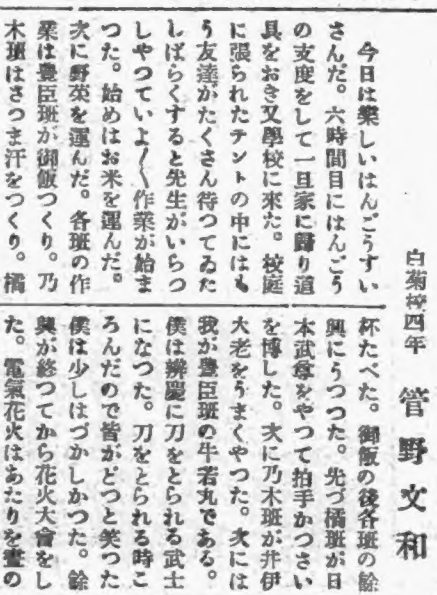 白菊校四年　管野文和
今日は楽しいはんごうすい
さんだ。六時間目にはんごう
の支度をして一旦家に歸り道
具をおき又學校に來た。校庭
に張られたテントの中にはも
う友達がたくさん待つてゐた
しばらくすると先生がいらつ
しやつていよ〳〵作業が始ま
つた。始めはお米を運んだ。
次に野菜を運んだ。各班の作
業は豊臣班が御飯つくり。乃
木班はさつま汁をつくり。橘
杯たべた。御飯の後各班の餘
興にうつつた。先づ橘班が日
本武尊をやつて拍手かつさい
を博した。次に乃木班が井伊
大老をうまくやつた。次には
我が豊臣班の牛若丸である。
僕は辨慶に刀をとられる武士
になつた。刀をとられる時こ
ろんだので皆がどつと笑つた
僕は少しはづかしかつた。餘
興が終つてから花火大會をし
た。電氣花火はあたりを晝の